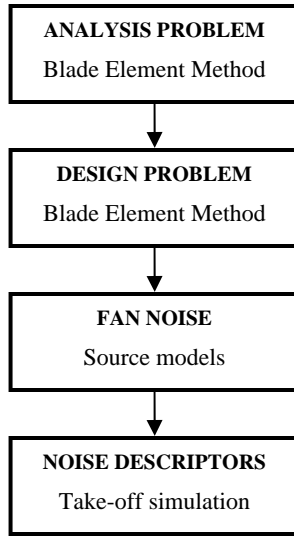 ANALYSIS PROBLEM
Blade Element Method
DESIGN PROBLEM
Blade Element Method
FAN NOISE
Source models
NOISE DESCRIPTORS
Take-off simulation